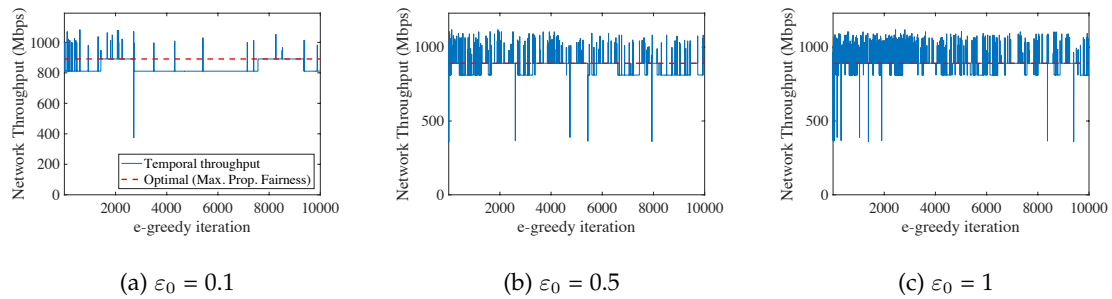 Network Throughput (Mbps)
1000
800
600
400
200
0
Temporal throughput
Optimal (Max. Prop. Fairness)
2000 4000 6000 8000 10000
e-greedy iteration
(a) ε₀ = 0.1
Network Throughput (Mbps)
1000
500
0
2000 4000 6000 8000 10000
e-greedy iteration
(b) ε₀ = 0.5
Network Throughput (Mbps)
1000
500
0
2000 4000 6000 8000 10000
e-greedy iteration
(c) ε₀ = 1